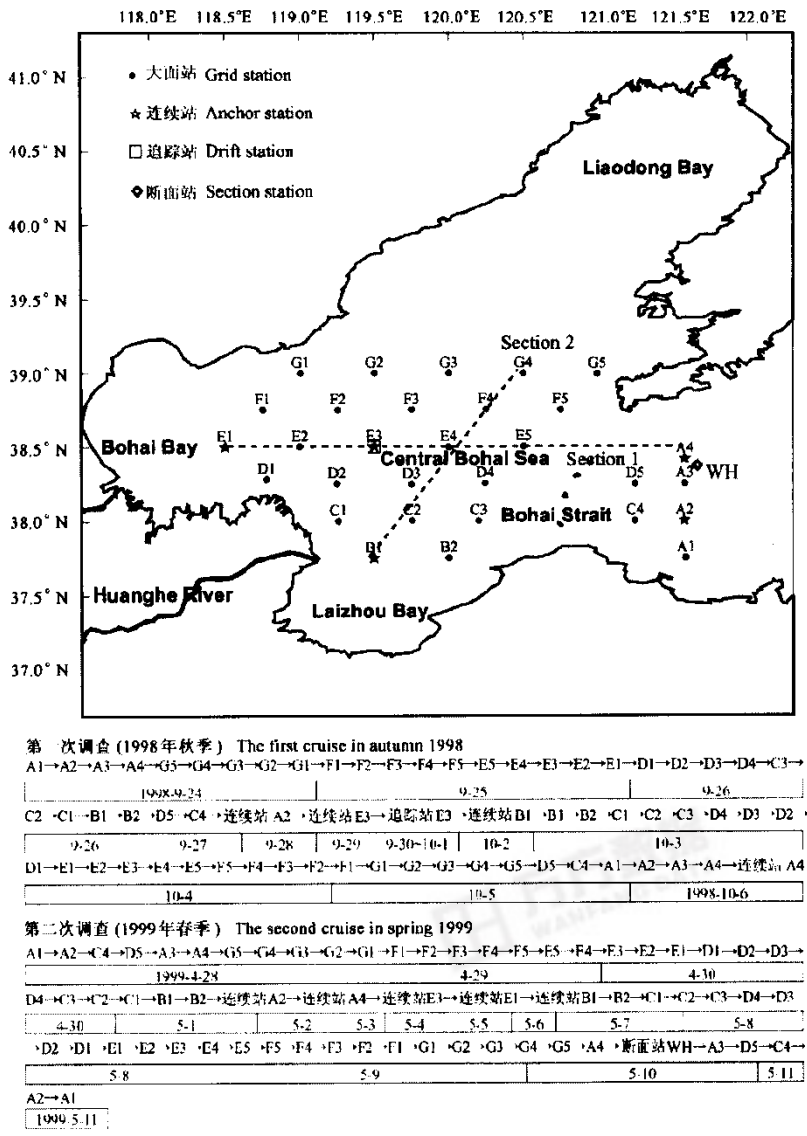 118.0°E 118.5°E 119.0°E 119.5°E 120.0°E 120.5°E 121.0°E 121.5°E 122.0°E
41.0° N
大面站 Grid station
连续站 Anchor station
40.5° N
追踪站 Drift station
Liaodong Bay
断面站 Section station
40.0° N
39.5° N
Section 2
G1 G2 G3 G4 G5
39.0° N
F1 F2 F3 F4 F5
38.5° N
Bohai Bay
E1 E2 E3 E4 E5 A4
Central Bohai Sea
Section 1
WH
D1 D2 D3 D4 D5 A3
38.0° N
C1 C2 C3 Bohai Strait C4 A2
B1 B2 A1
37.5° N
Huanghe River
Laizhou Bay
37.0° N
第一次调查(1998年秋季) The first cruise in autumn 1998
A1→A2→A3→A4→G5→G4→G3→G2→G1→F1→F2→F3→F4→F5→E5→E4→E3→E2→E1→D1→D2→D3→D4→C3→
1998-9-24 9-25 9-26
C2→C1→B1→B2→D5→C4→连续站A2→连续站E3→追踪站E3→连续站B1→B1→B2→C1→C2→C3→D4→D3→D2→
9-26 9-27 9-28 9-29 9-30~10-1 10-2 10-3
D1→E1→E2→E3→E4→E5→F5→F4→F3→F2→F1→G1→G2→G3→G4→G5→D5→C4→A1→A2→A3→A4→连续站A4
10-4 10-5 1998-10-6
第二次调查(1999年春季) The second cruise in spring 1999
A1→A2→C4→D5→A3→A4→G5→G4→G3→G2→G1→F1→F2→F3→F4→F5→E5→F4→E3→E2→E1→D1→D2→D3→
1999-4-28 4-29 4-30
D4→C3→C2→C1→B1→B2→连续站A2→连续站A4→连续站E3→连续站E1→连续站B1→B2→C1→C2→C3→D4→D3
4-30 5-1 5-2 5-3 5-4 5-5 5-6 5-7 5-8
→D2→D1→E1→E2→E3→E4→E5→F5→F4→F3→F2→F1→G1→G2→G3→G4→G5→A4→断面站WH→A3→D5→C4→
5-8 5-9 5-10 5-11
A2→A1
1999-5-11